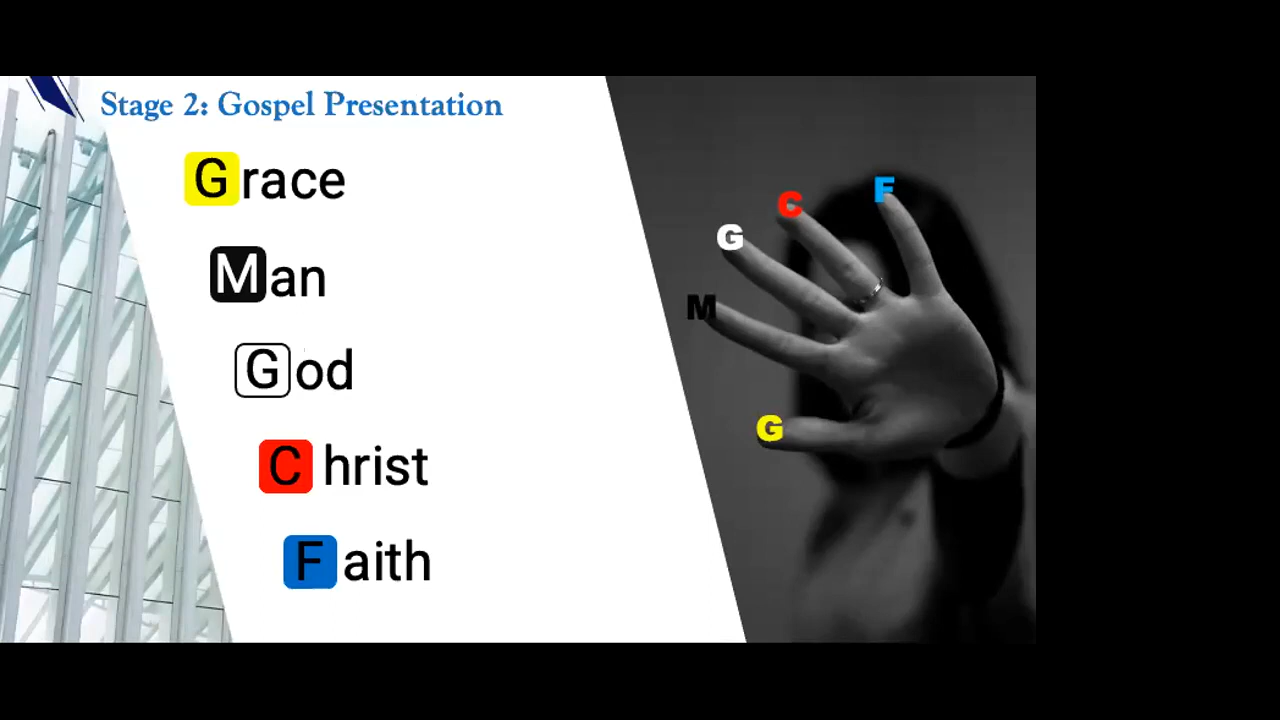 Stage 2: Gospel Presentation
Grace
Man
God
Christ
Faith
F
C
G
M
G